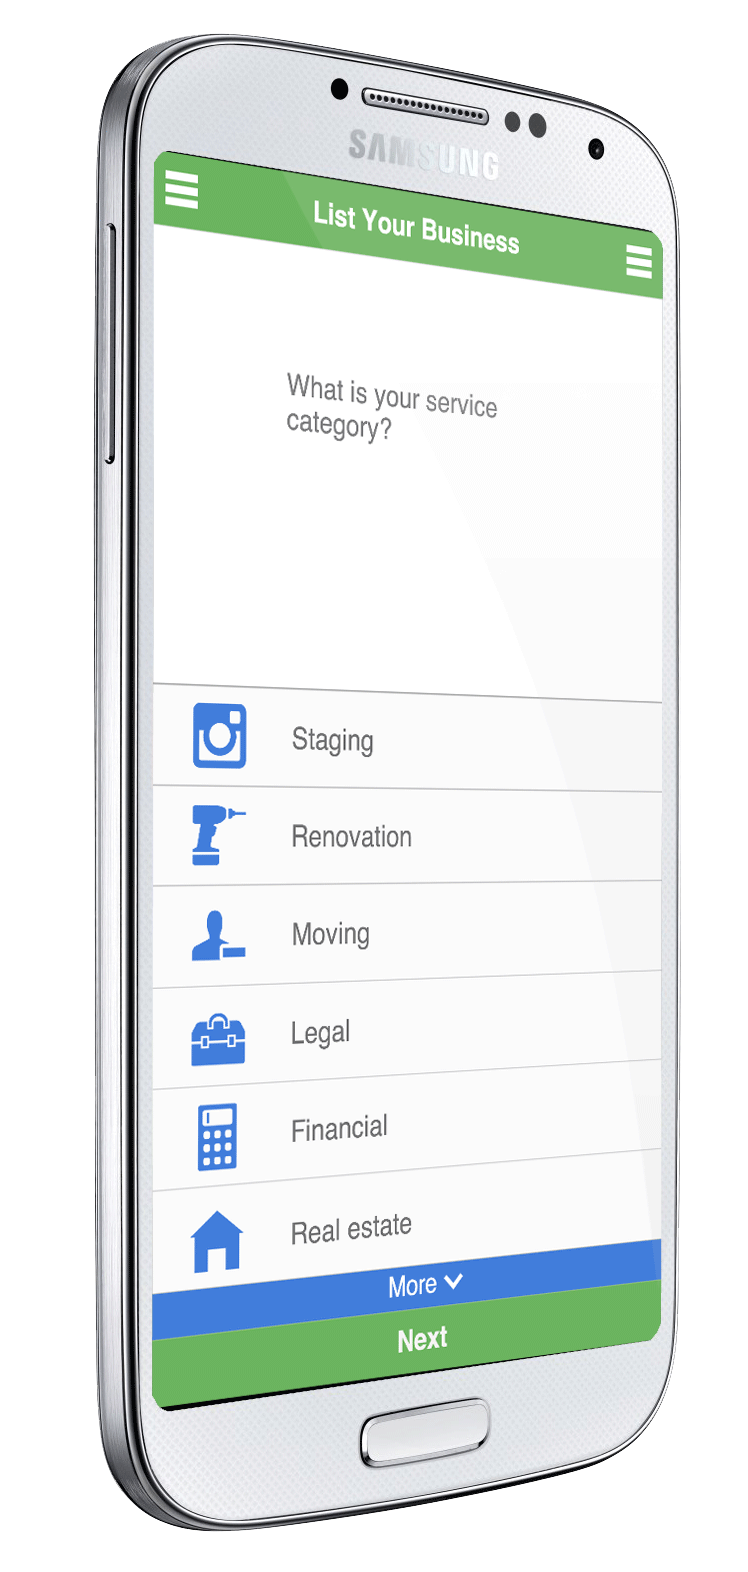 SAMSUNG
List Your Business
What is your service
category?
Staging
Renovation
Moving
Legal
Financial
Real estate
More
Next